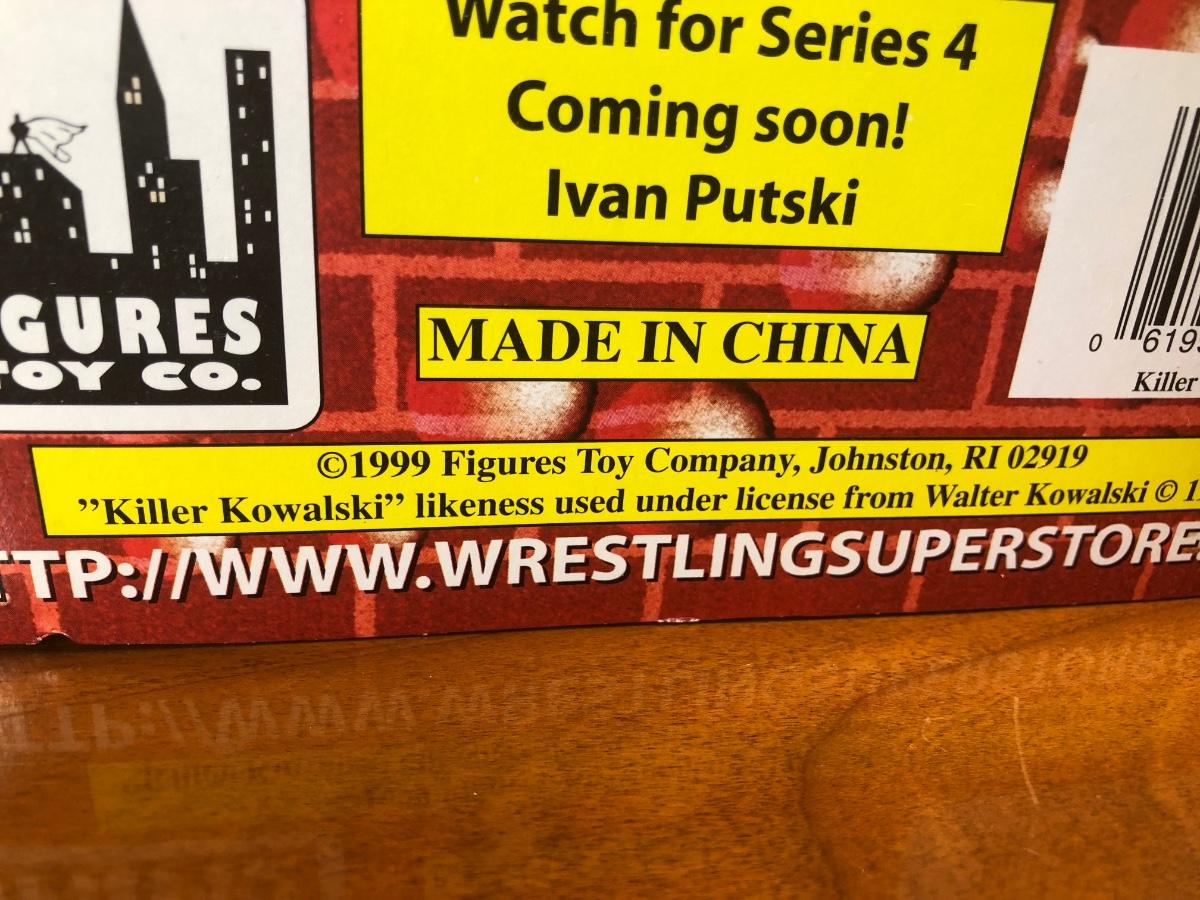 Watch for Series 4
Coming soon!
Ivan Putski
GURES
TOY CO.
MADE IN CHINA
0 619
Killer
©1999 Figures Toy Company, Johnston, RI 02919
”Killer Kowalski” likeness used under license from Walter Kowalski © 1
TTP://WWW.WRESTLINGSUPERSTORE